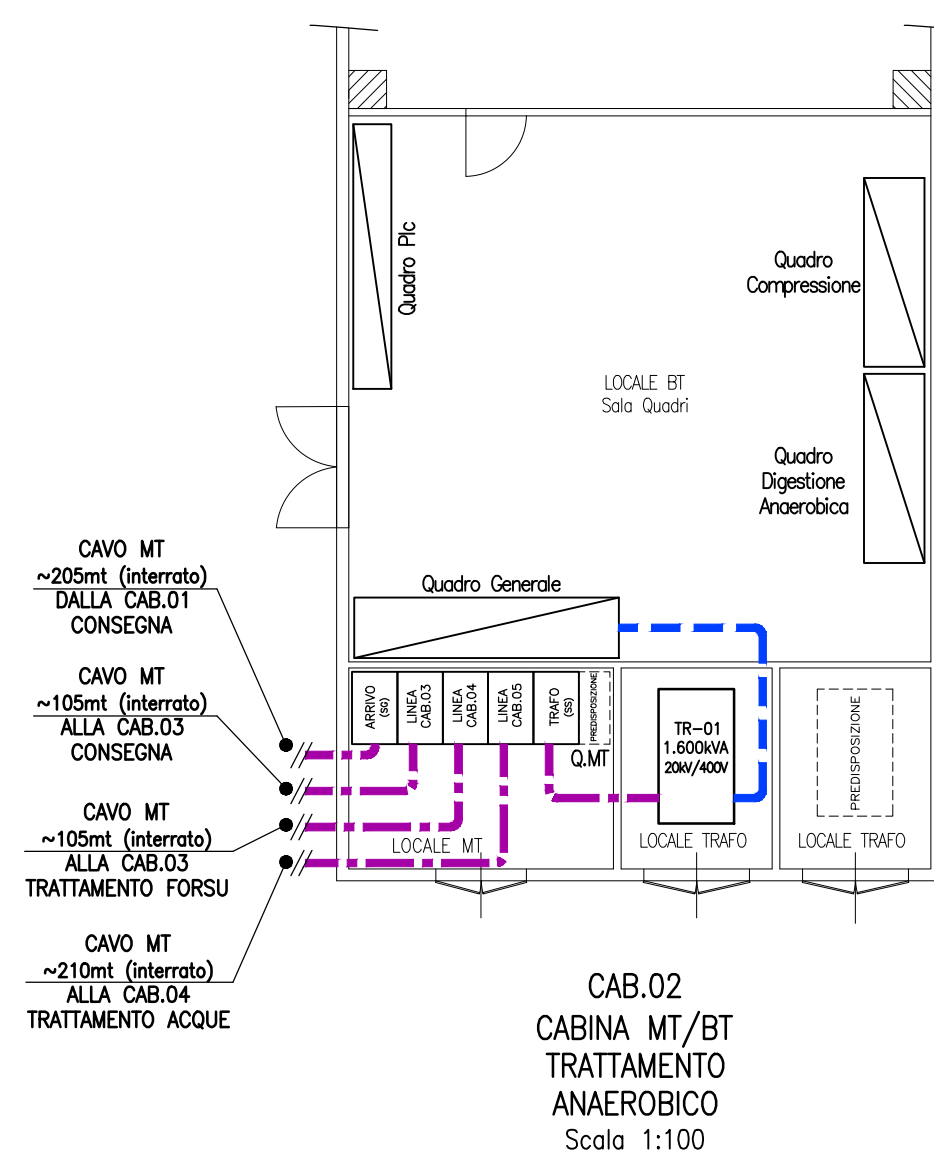 Quadro Plc
Quadro
Compressione
LOCALE BT
Sala Quadri
Quadro
Digestione
Anaerobica
Quadro Generale
CAVO MT
~205mt (interrato)
DALLA CAB.01
CONSEGNA
CAVO MT
~105mt (interrato)
ALLA CAB.03
CONSEGNA
CAVO MT
~105mt (interrato)
ALLA CAB.03
TRATTAMENTO FORSU
CAVO MT
~210mt (interrato)
ALLA CAB.04
TRATTAMENTO ACQUE
ARRIVO
(SG)
LINEA
CAB.03
LINEA
CAB.04
LINEA
CAB.05
TRAFO
(SS)
PREDISPOSIZIONE
Q.MT
LOCALE MT
TR-01
1.600kVA
20kV/400V
LOCALE TRAFO
PREDISPOSIZIONE
LOCALE TRAFO
CAB.02
CABINA MT/BT
TRATTAMENTO
ANAEROBICO
Scala 1:100